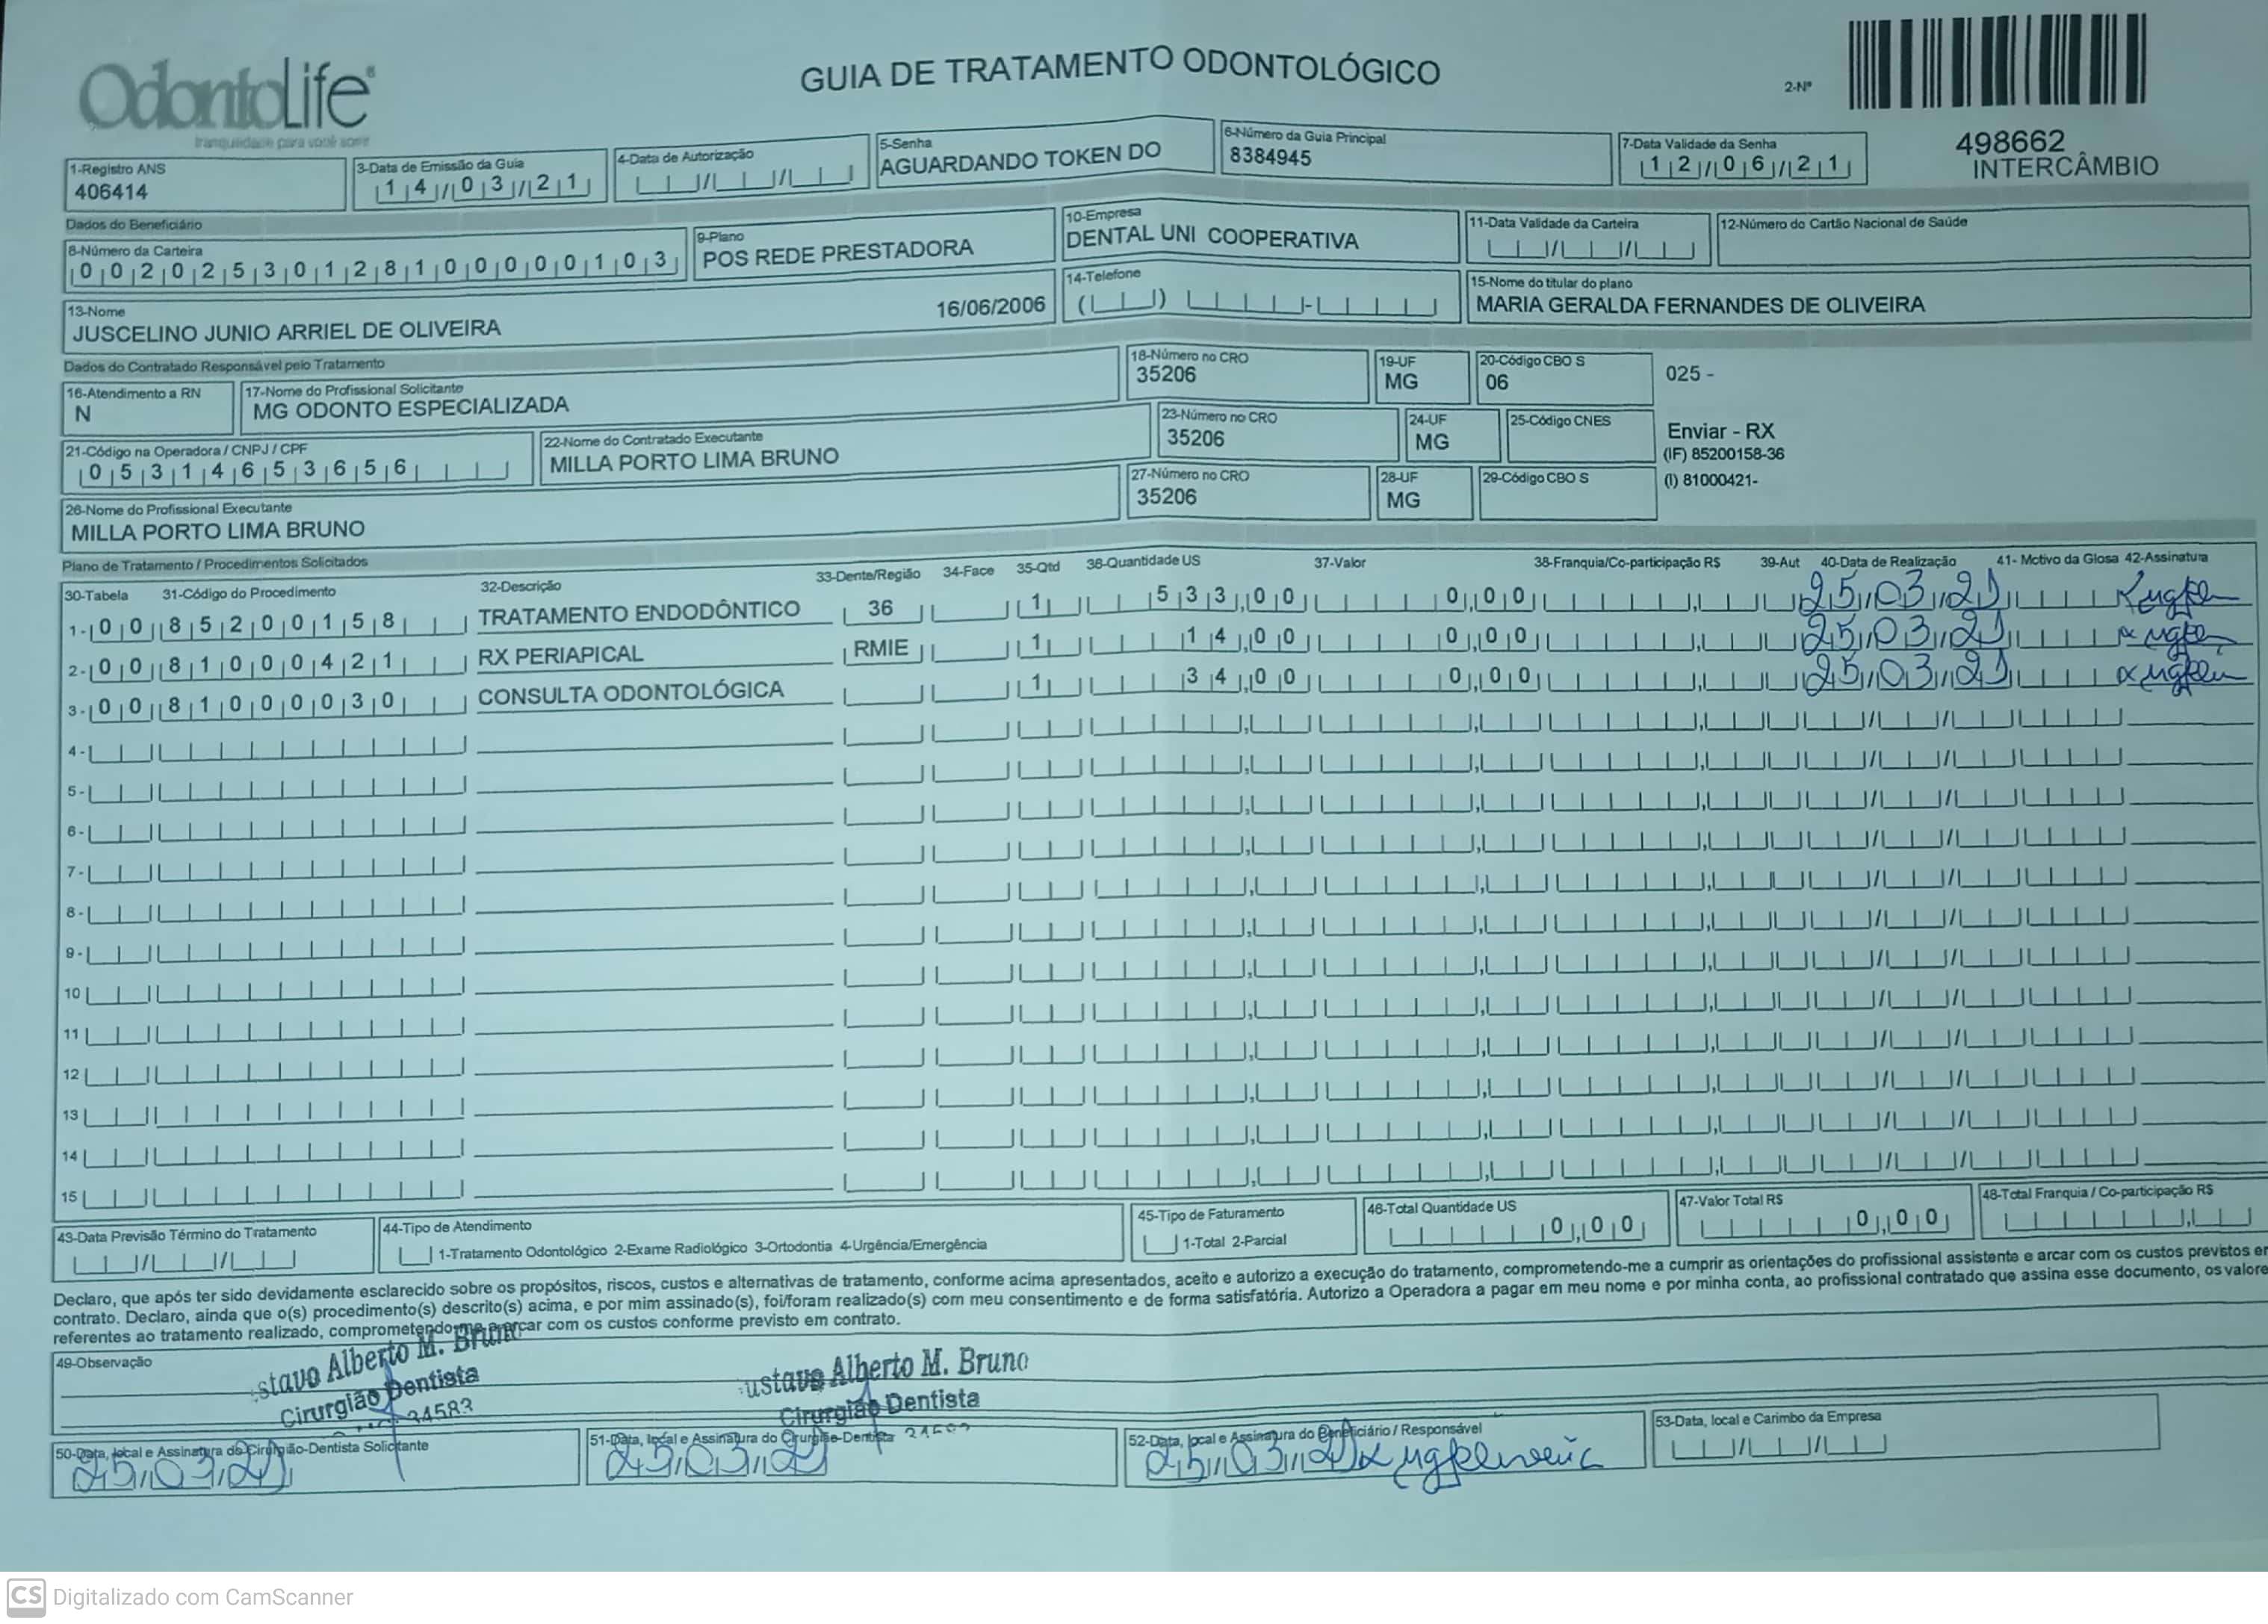 OdontoLife®
tranquilidade para você sorrir
GUIA DE TRATAMENTO ODONTOLÓGICO
2-Nº
498662
INTERCÂMBIO
1-Registro ANS
406414
3-Data de Emissão da Guia
14/03/21
4-Data de Autorização
5-Senha
AGUARDANDO TOKEN DO
6-Número da Guia Principal
8384945
7-Data Validade da Senha
12/06/21
Dados do Beneficiário
8-Número da Carteira
00202530128100000103
9-Plano
POS REDE PRESTADORA
10-Empresa
DENTAL UNI COOPERATIVA
11-Data Validade da Carteira
12-Número do Cartão Nacional de Saúde
13-Nome
JUSCELINO JUNIO ARRIEL DE OLIVEIRA 16/06/2006
14-Telefone
15-Nome do titular do plano
MARIA GERALDA FERNANDES DE OLIVEIRA
Dados do Contratado Responsável pelo Tratamento
16-Atendimento a RN
N
17-Nome do Profissional Solicitante
MG ODONTO ESPECIALIZADA
18-Número no CRO
35206
19-UF
MG
20-Código CBO S
06
025 -
21-Código na Operadora / CNPJ / CPF
05314653656
22-Nome do Contratado Executante
MILLA PORTO LIMA BRUNO
23-Número no CRO
35206
24-UF
MG
25-Código CNES
Enviar - RX
(IF) 85200158-36
(I) 81000421-
26-Nome do Profissional Executante
MILLA PORTO LIMA BRUNO
27-Número no CRO
35206
28-UF
MG
29-Código CBO S
Plano de Tratamento / Procedimentos Solicitados
30-Tabela 31-Código do Procedimento 32-Descrição 33-Dente/Região 34-Face 35-Qtd 36-Quantidade US 37-Valor 38-Franquia/Co-participação R$ 39-Aut 40-Data de Realização 41- Motivo da Glosa 42-Assinatura
1- 00 85200158 TRATAMENTO ENDODÔNTICO 36 1 533,00 0,00 25/03/21
2- 00 81000421 RX PERIAPICAL RMIE 1 14,00 0,00 25/03/21
3- 00 81000030 CONSULTA ODONTOLÓGICA 1 34,00 0,00 25/03/21
4-
5-
6-
7-
8-
9-
10
11
12
13
14
15
43-Data Previsão Término do Tratamento
44-Tipo de Atendimento
1-Tratamento Odontológico 2-Exame Radiológico 3-Ortodontia 4-Urgência/Emergência
45-Tipo de Faturamento
1-Total 2-Parcial
46-Total Quantidade US
0,00
47-Valor Total R$
0,00
48-Total Franquia / Co-participação R$
Declaro, que após ter sido devidamente esclarecido sobre os propósitos, riscos, custos e alternativas de tratamento, conforme acima apresentados, aceito e autorizo a execução do tratamento, comprometendo-me a cumprir as orientações do profissional assistente e arcar com os custos previstos em
contrato. Declaro, ainda que o(s) procedimento(s) descrito(s) acima, e por mim assinado(s), foi/foram realizado(s) com meu consentimento e de forma satisfatória. Autorizo a Operadora a pagar em meu nome e por minha conta, ao profissional contratado que assina esse documento, os valore
referentes ao tratamento realizado, comprometendo-me a arcar com os custos conforme previsto em contrato.
49-Observação
stavo Alberto M. Bruno
Cirurgião Dentista
34583
ustavo Alberto M. Bruno
Cirurgião Dentista
50-Data, local e Assinatura do Cirurgião-Dentista Solicitante
25/03/21
51-Data, local e Assinatura do Cirurgião-Dentista
25/03/21
52-Data, local e Assinatura do Beneficiário / Responsável
25/03/21
53-Data, local e Carimbo da Empresa
CS Digitalizado com CamScanner